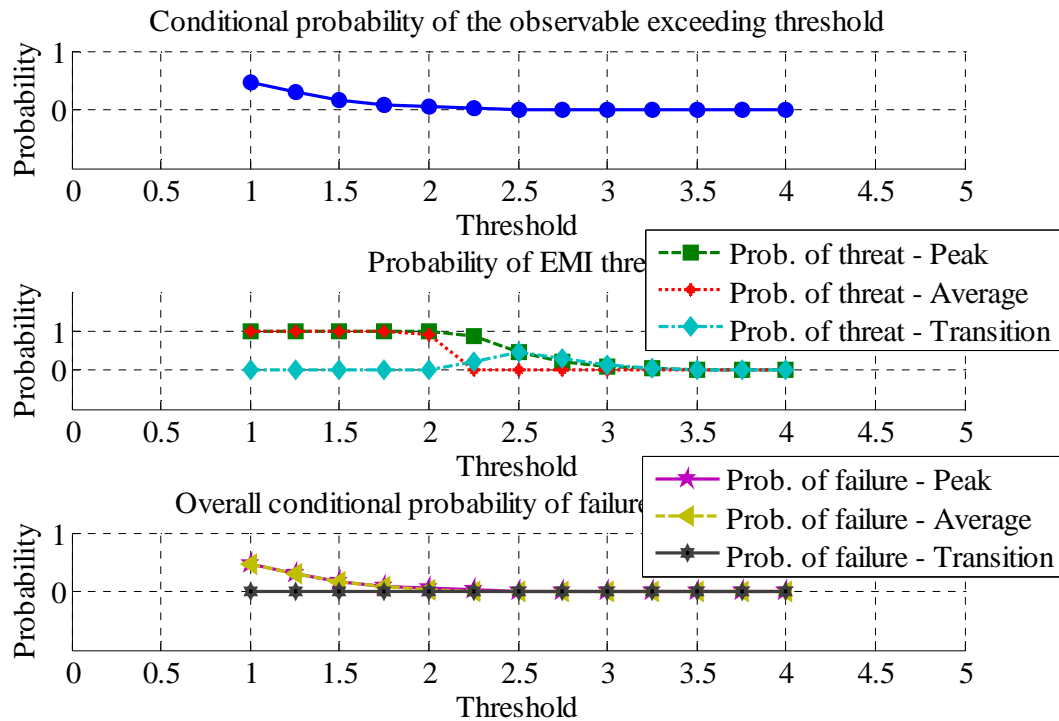 Conditional probability of the observable exceeding threshold
Probability
1
0
0 0.5 1 1.5 2 2.5 3 3.5 4 4.5 5
Threshold
Probability of EMI thre
Prob. of threat - Peak
Prob. of threat - Average
Prob. of threat - Transition
Probability
1
0
0 0.5 1 1.5 2 2.5 3 3.5 4 4.5 5
Threshold
Overall conditional probability of failure
Prob. of failure - Peak
Prob. of failure - Average
Prob. of failure - Transition
Probability
1
0
0 0.5 1 1.5 2 2.5 3 3.5 4 4.5 5
Threshold